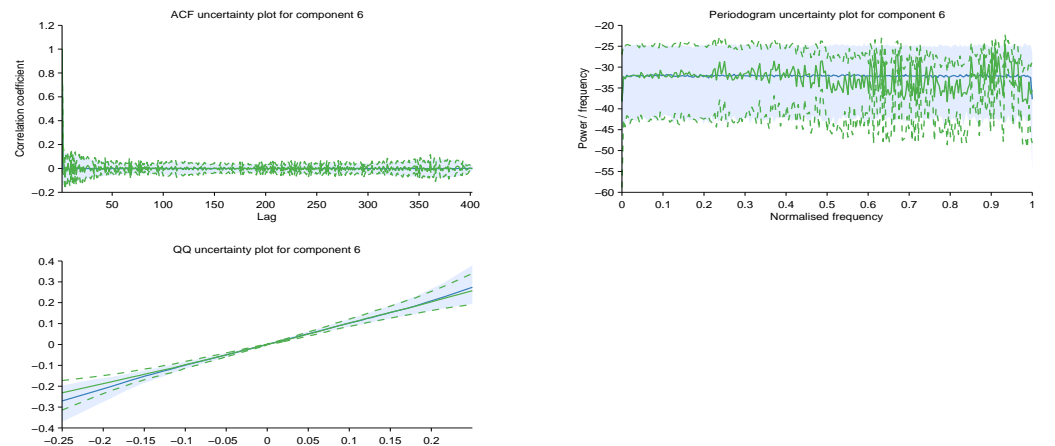 ACF uncertainty plot for component 6
1.2
1
0.8
0.6
0.4
0.2
0
−0.2
Correlation coefficient
50 100 150 200 250 300 350 400
Lag
Periodogram uncertainty plot for component 6
−20
−25
−30
−35
−40
−45
−50
−55
−60
Power / frequency
0 0.1 0.2 0.3 0.4 0.5 0.6 0.7 0.8 0.9 1
Normalised frequency
QQ uncertainty plot for component 6
0.4
0.3
0.2
0.1
0
−0.1
−0.2
−0.3
−0.4
−0.25 −0.2 −0.15 −0.1 −0.05 0 0.05 0.1 0.15 0.2